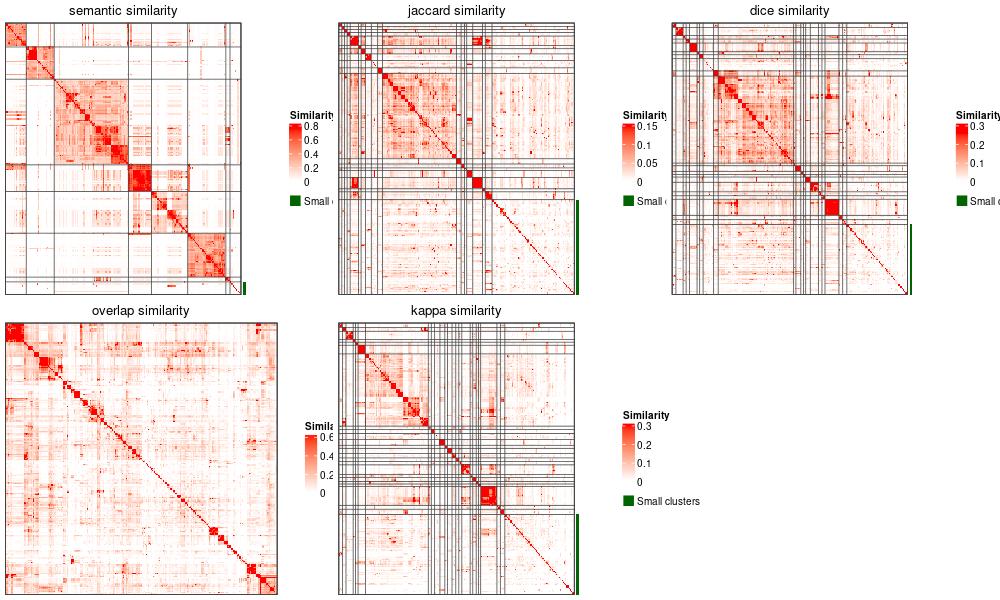 semantic similarity
jaccard similarity
dice similarity
Similarity
0.8
0.6
0.4
0.2
0
Small
Similarity
0.15
0.1
0.05
0
Small
Similarity
0.3
0.2
0.1
0
Small c
overlap similarity
kappa similarity
Simila
0.6
0.4
0.2
0
Similarity
0.3
0.2
0.1
0
Small clusters